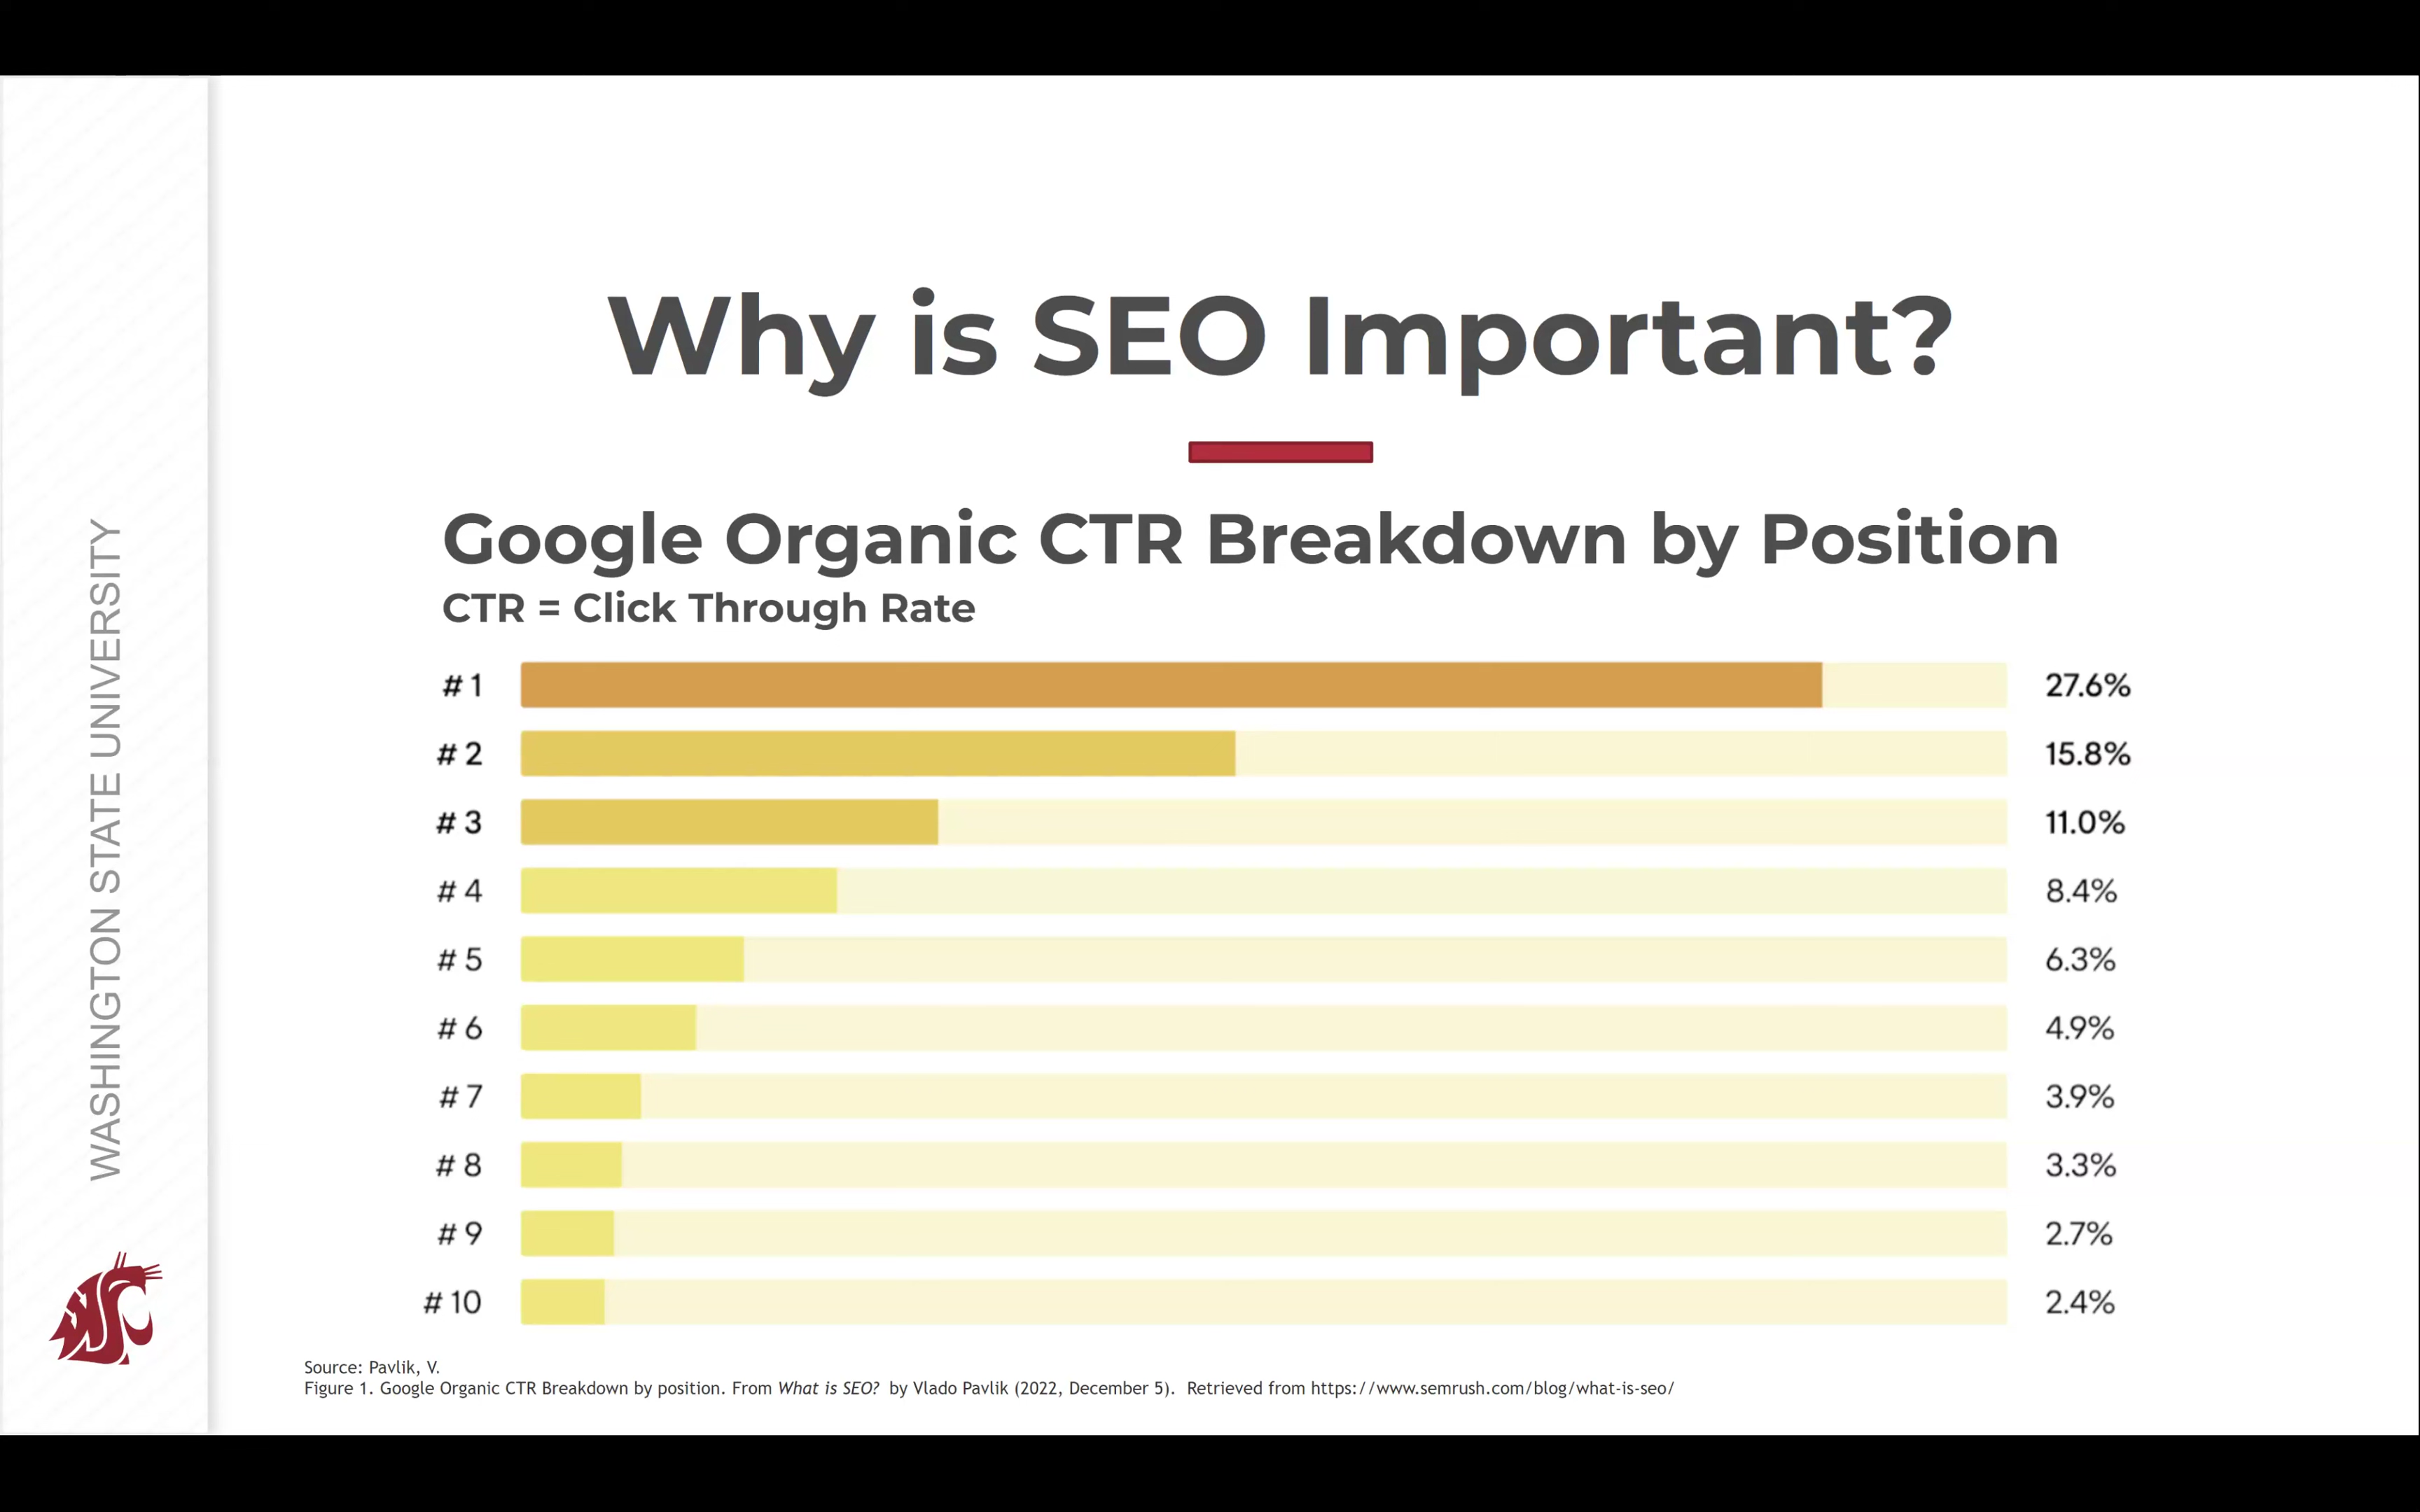 WASHINGTON STATE UNIVERSITY
Why is SEO Important?
Google Organic CTR Breakdown by Position
CTR = Click Through Rate
# 1 27.6%
# 2 15.8%
# 3 11.0%
# 4 8.4%
# 5 6.3%
# 6 4.9%
# 7 3.9%
# 8 3.3%
# 9 2.7%
# 10 2.4%
Source: Pavlik, V.
Figure 1. Google Organic CTR Breakdown by position. From What is SEO? by Vlado Pavlik (2022, December 5). Retrieved from https://www.semrush.com/blog/what-is-seo/
WSC